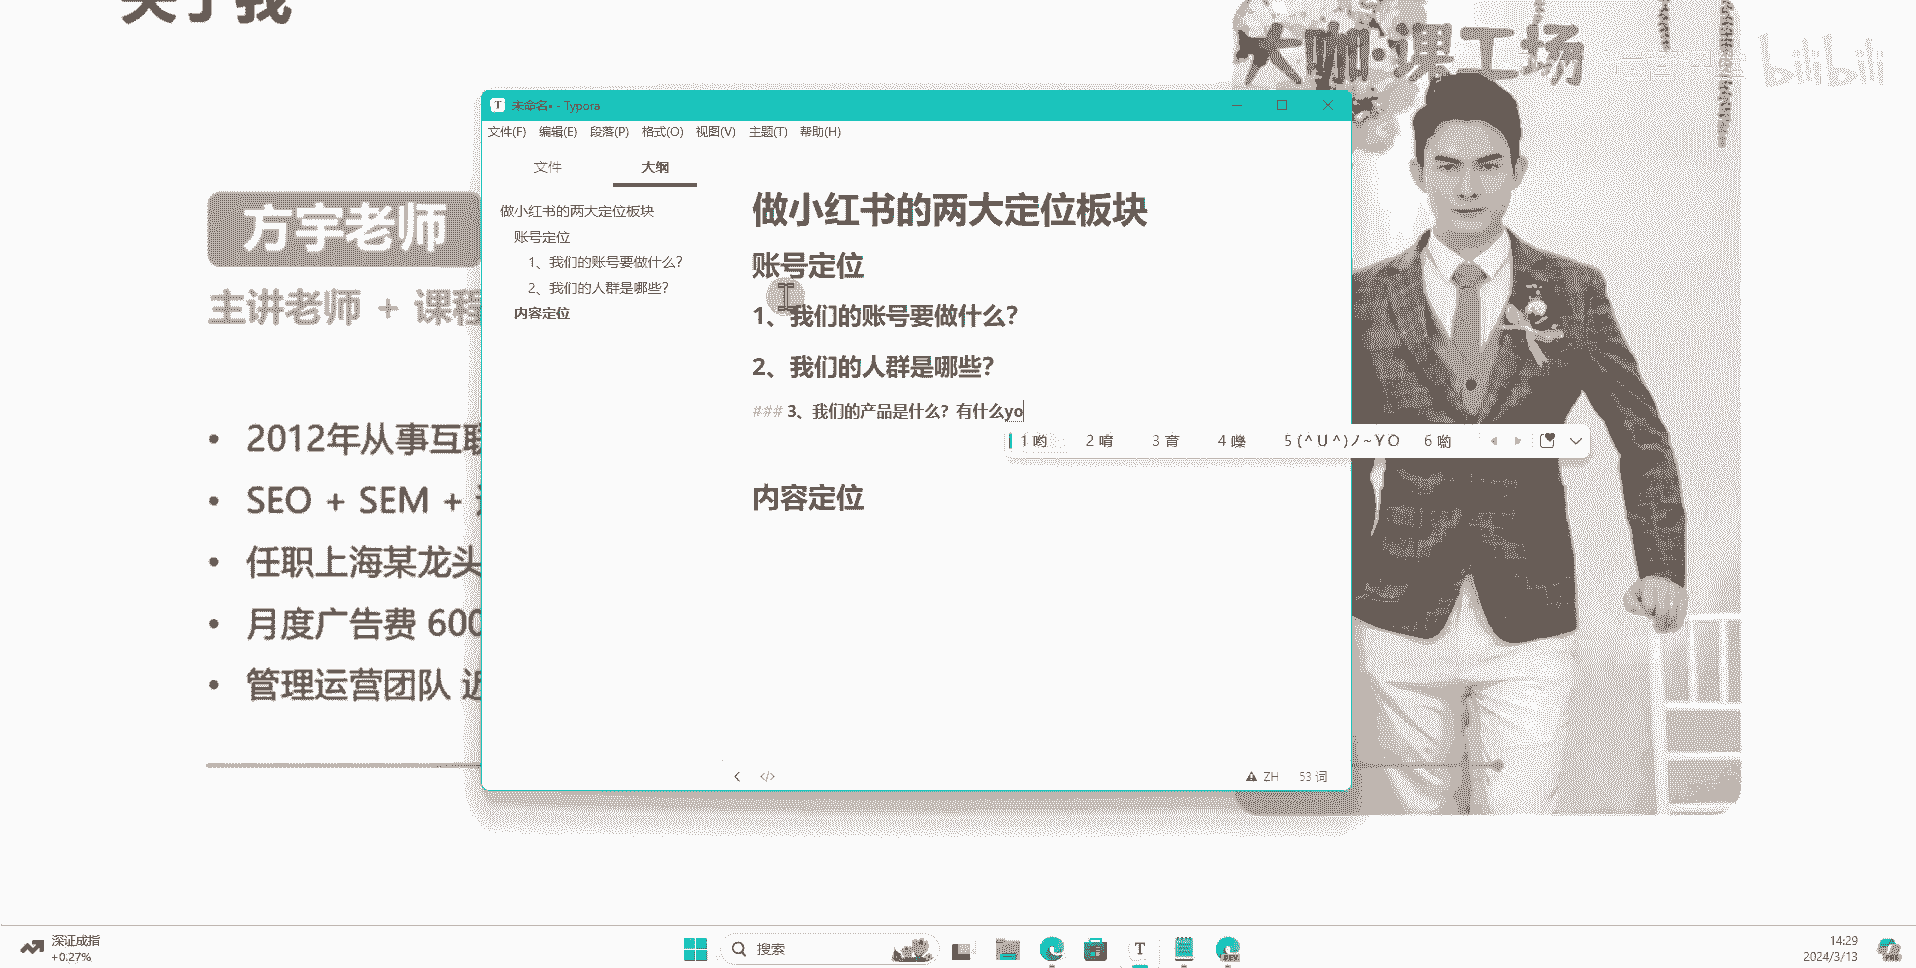 关于我
大咖·课工场
bilibili
方宇老师
主讲老师 + 课程
2012年从事互联
SEO + SEM +
任职上海某龙头
月度广告费 600
管理运营团队
未命名• - Typora
文件(F) 编辑(E) 段落(P) 格式(O) 视图(V) 主题(T) 帮助(H)
文件 大纲
做小红书的两大定位板块
账号定位
1、我们的账号要做什么?
2、我们的人群是哪些?
内容定位
做小红书的两大定位板块
账号定位
1、我们的账号要做什么?
2、我们的人群是哪些?
### 3、我们的产品是什么? 有什么yo
1 哟 2 唷 3 育 4 嚛 5 (^U^)ノ~YO 6 喲
内容定位
ZH 53 词
深证成指
+0.27%
搜索
14:29
2024/3/13